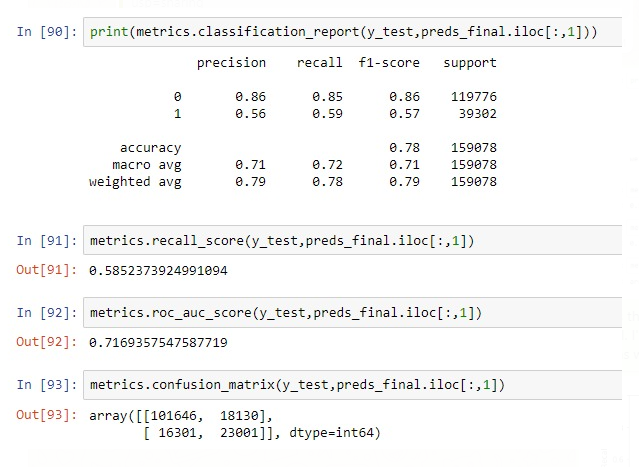 In [90]: print(metrics.classification_report(y_test,preds_final.iloc[:,1]))
precision recall f1-score support
0 0.86 0.85 0.86 119776
1 0.56 0.59 0.57 39302
accuracy 0.78 159078
macro avg 0.71 0.72 0.71 159078
weighted avg 0.79 0.78 0.79 159078
In [91]: metrics.recall_score(y_test,preds_final.iloc[:,1])
Out[91]: 0.5852373924991094
In [92]: metrics.roc_auc_score(y_test,preds_final.iloc[:,1])
Out[92]: 0.7169357547587719
In [93]: metrics.confusion_matrix(y_test,preds_final.iloc[:,1])
Out[93]: array([[101646, 18130],
[ 16301, 23001]], dtype=int64)